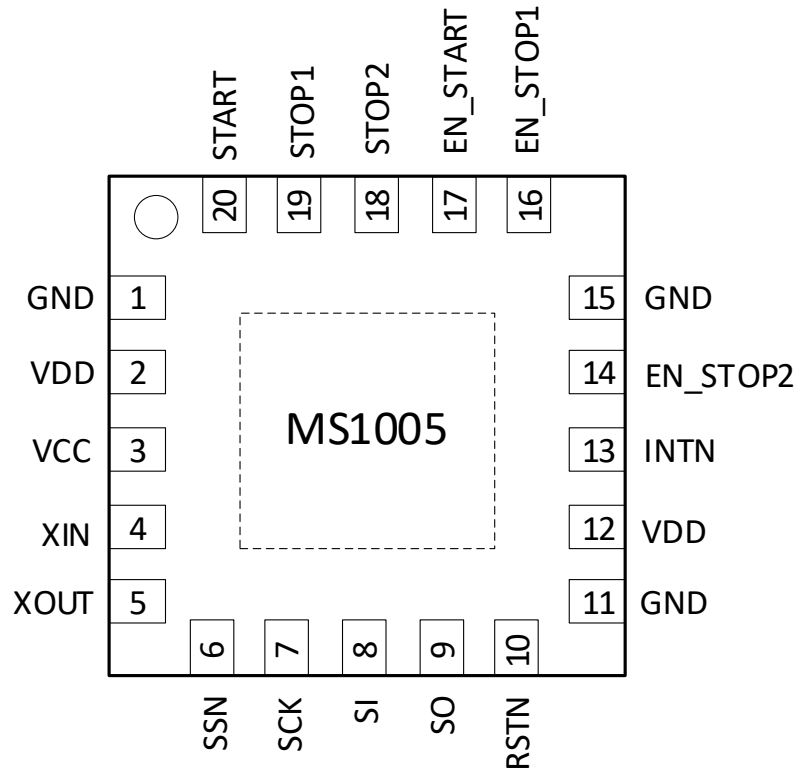 START
STOP1
STOP2
EN_START
EN_STOP1
20
19
18
17
16
GND 1
VDD 2
VCC 3
XIN 4
XOUT 5
MS1005
15 GND
14 EN_STOP2
13 INTN
12 VDD
11 GND
6
7
8
9
10
SSN
SCK
SI
SO
RSTN